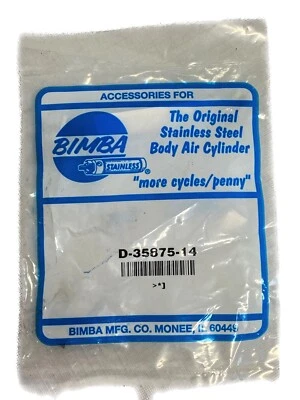 ACCESSORIES FOR
BIMBA
STAINLESS
®
The Original
Stainless Steel
Body Air Cylinder
"more cycles/penny"
D-35875-14
>*]
BIMBA MFG. CO. MONEE, IL 60449